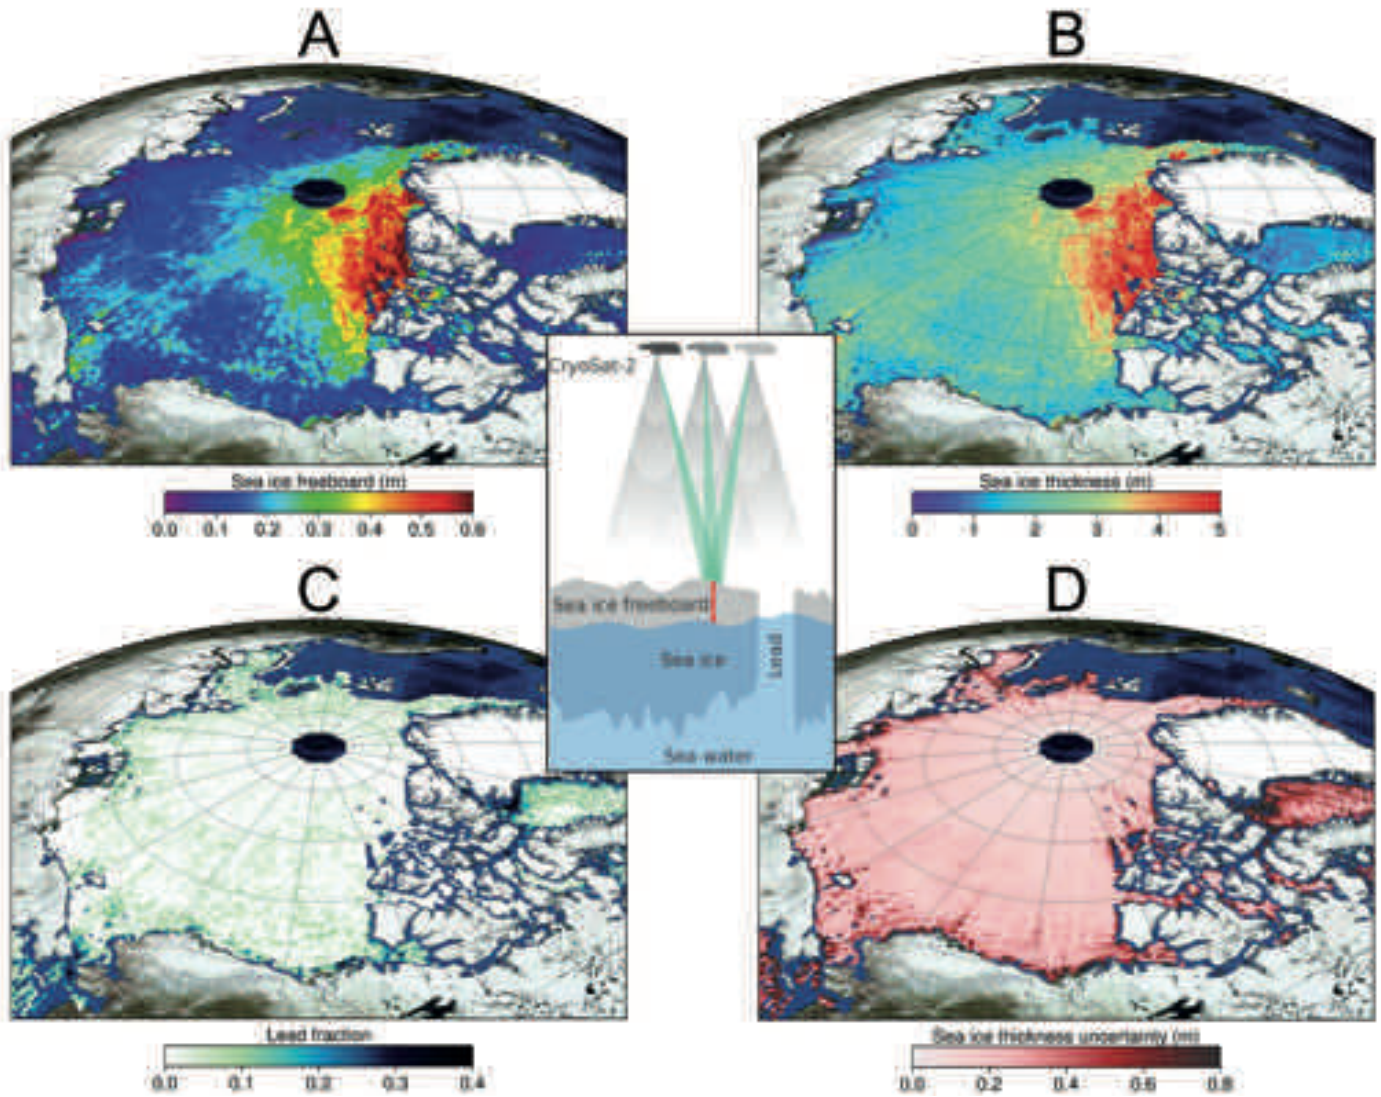 A
B
Sea ice freeboard (m)
0.0 0.1 0.2 0.3 0.4 0.5 0.6
Sea ice thickness (m)
0 1 2 3 4 5
CryoSat-2
Sea ice freeboard
Sea ice
Lead
Sea water
C
D
Lead fraction
0.0 0.1 0.2 0.3 0.4
Sea ice thickness uncertainty (m)
0.0 0.2 0.4 0.6 0.8